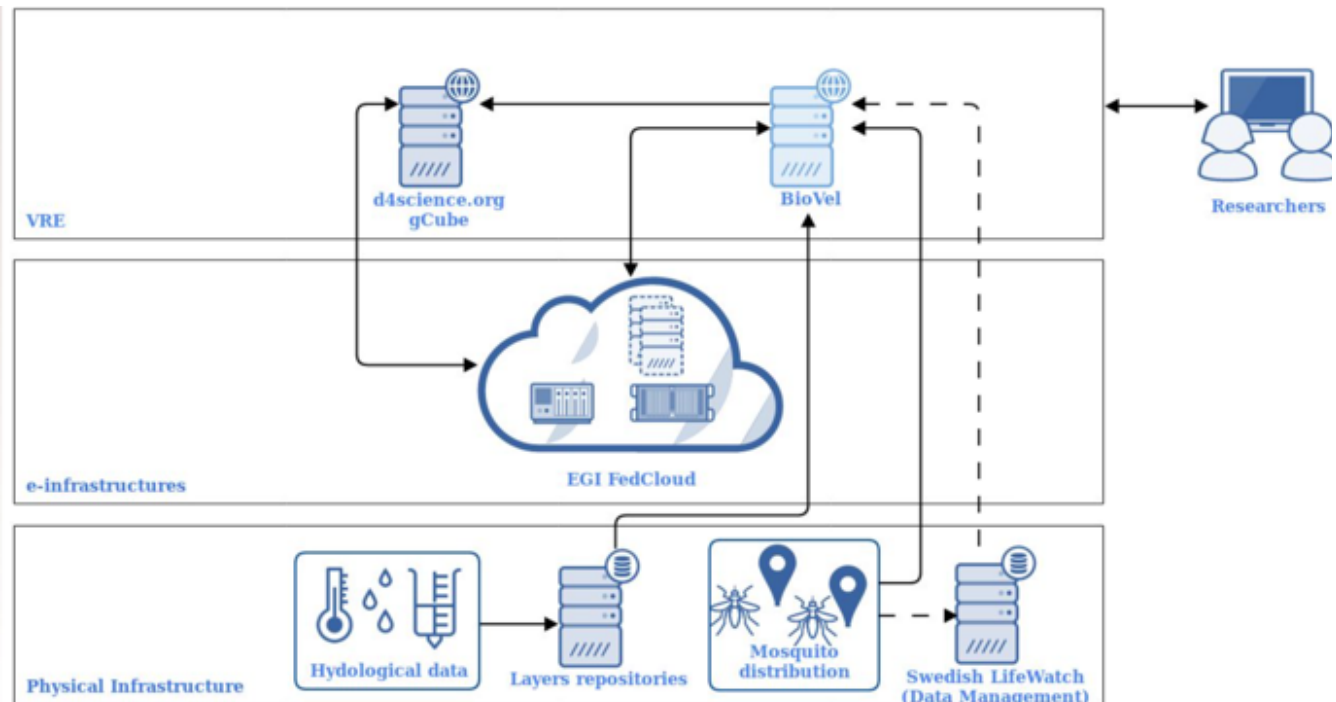 d4science.org
gCube
BioVel
VRE
Researchers
EGI FedCloud
e-infrastructures
Hydological data
Layers repositories
Mosquito
distribution
Swedish LifeWatch
(Data Management)
Physical Infrastructure